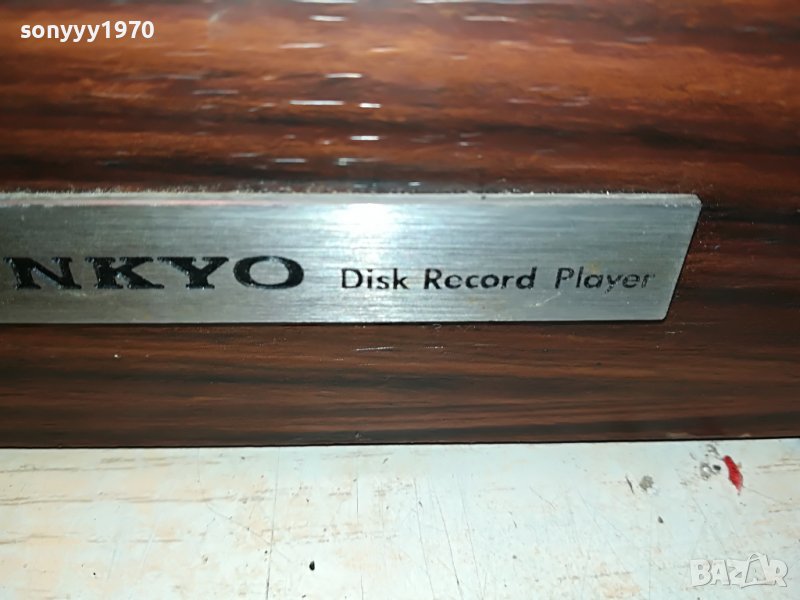 sonyyy1970
NKYO Disk Record Player
BAZAR